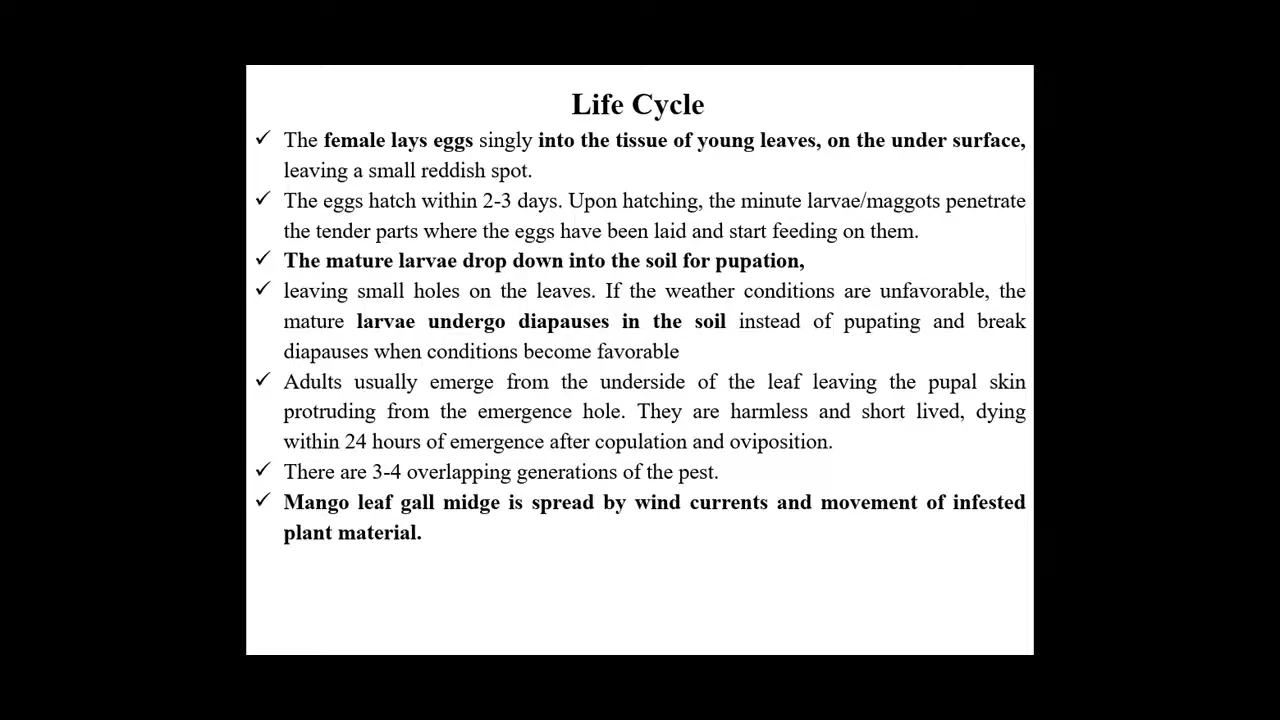 Life Cycle
✓ The female lays eggs singly into the tissue of young leaves, on the under surface,
leaving a small reddish spot.
✓ The eggs hatch within 2-3 days. Upon hatching, the minute larvae/maggots penetrate
the tender parts where the eggs have been laid and start feeding on them.
✓ The mature larvae drop down into the soil for pupation,
✓ leaving small holes on the leaves. If the weather conditions are unfavorable, the
mature larvae undergo diapauses in the soil instead of pupating and break
diapauses when conditions become favorable
✓ Adults usually emerge from the underside of the leaf leaving the pupal skin
protruding from the emergence hole. They are harmless and short lived, dying
within 24 hours of emergence after copulation and oviposition.
✓ There are 3-4 overlapping generations of the pest.
✓ Mango leaf gall midge is spread by wind currents and movement of infested
plant material.